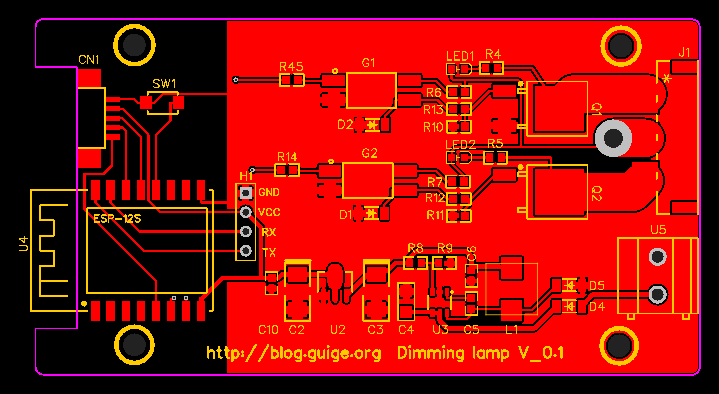 CN1
SW1
R45
G1
LED1
R4
J1
R6
R13
Q1
D2
R10
LED2
R5
R14
G2
R7
Q2
R12
D1
R11
H1
GND
VCC
RX
TX
ESP-12S
U4
U5
R8
R9
C6
D5
D4
C10
C2
U2
C3
C4
U3
C5
L1
http://blog.guige.org Dimming lamp V_0.1